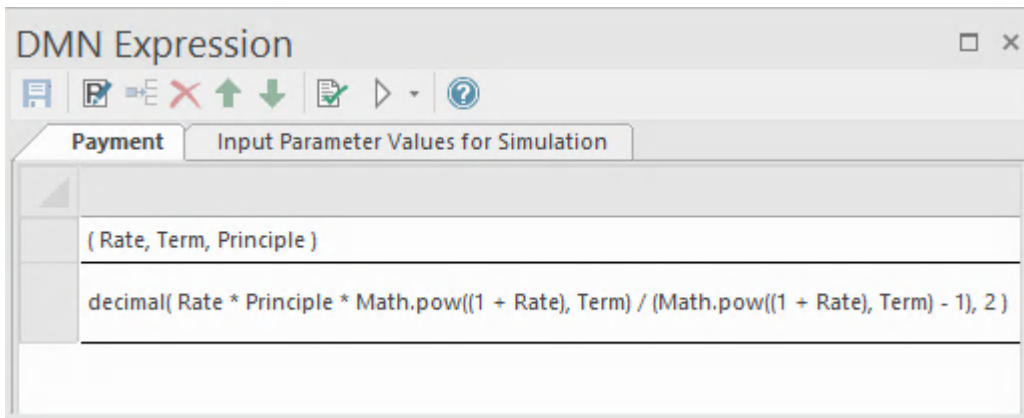 DMN Expression
Payment Input Parameter Values for Simulation
( Rate, Term, Principle )
decimal( Rate * Principle * Math.pow((1 + Rate), Term) / (Math.pow((1 + Rate), Term) - 1), 2 )